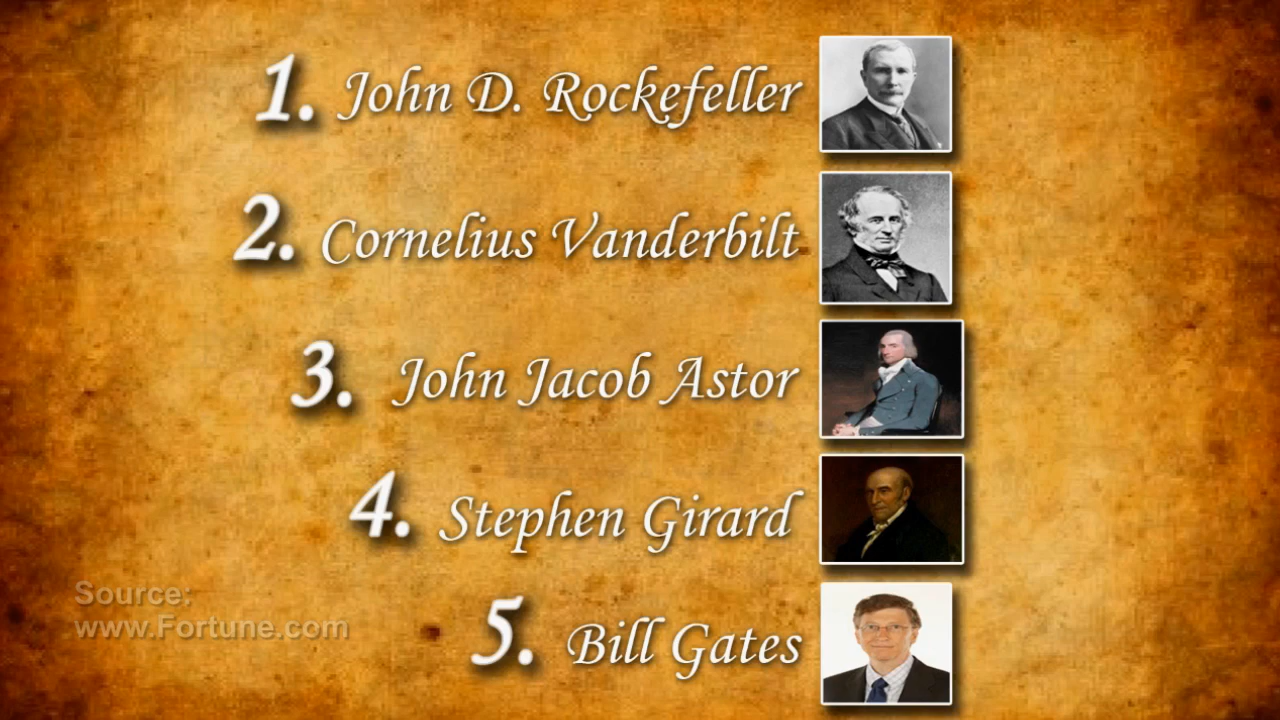 1. John D. Rockefeller
2. Cornelius Vanderbilt
3. John Jacob Astor
4. Stephen Girard
5. Bill Gates
Source:
www.Fortune.com